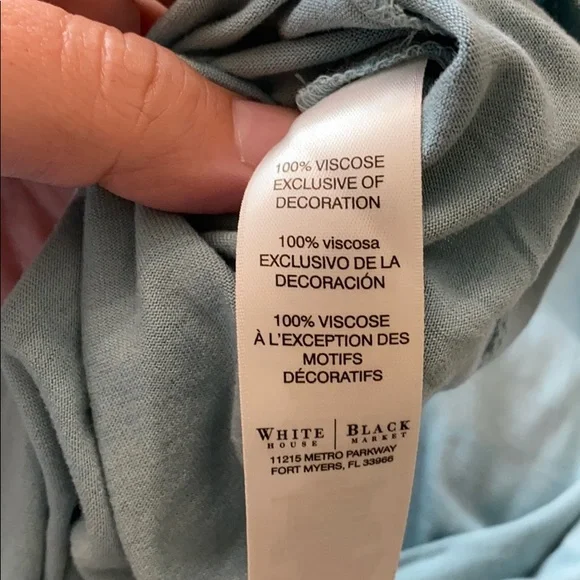 100% VISCOSE
EXCLUSIVE OF
DECORATION
100% viscosa
EXCLUSIVO DE LA
DECORACIÓN
100% VISCOSE
À L'EXCEPTION DES
MOTIFS
DÉCORATIFS
WHITE | BLACK
HOUSE MARKET
11215 METRO PARKWAY
FORT MYERS, FL 33966